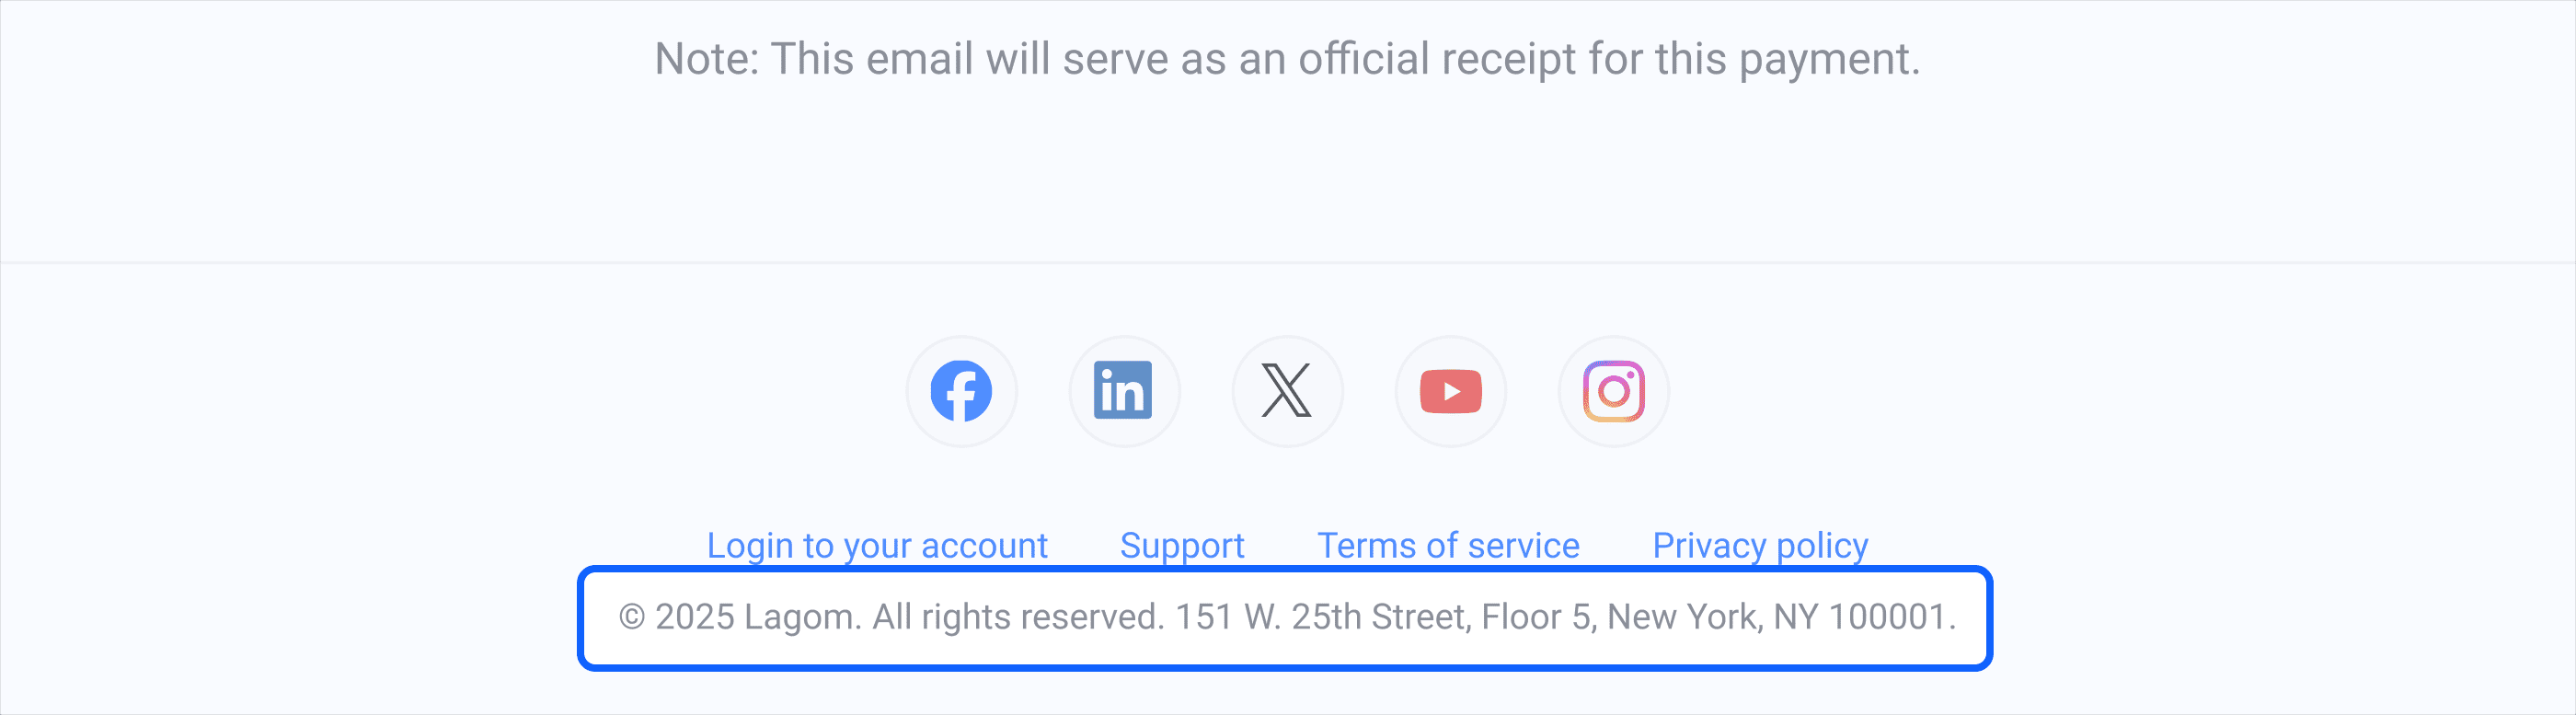 Note: This email will serve as an official receipt for this payment.
Login to your account Support Terms of service Privacy policy
© 2025 Lagom. All rights reserved. 151 W. 25th Street, Floor 5, New York, NY 100001.